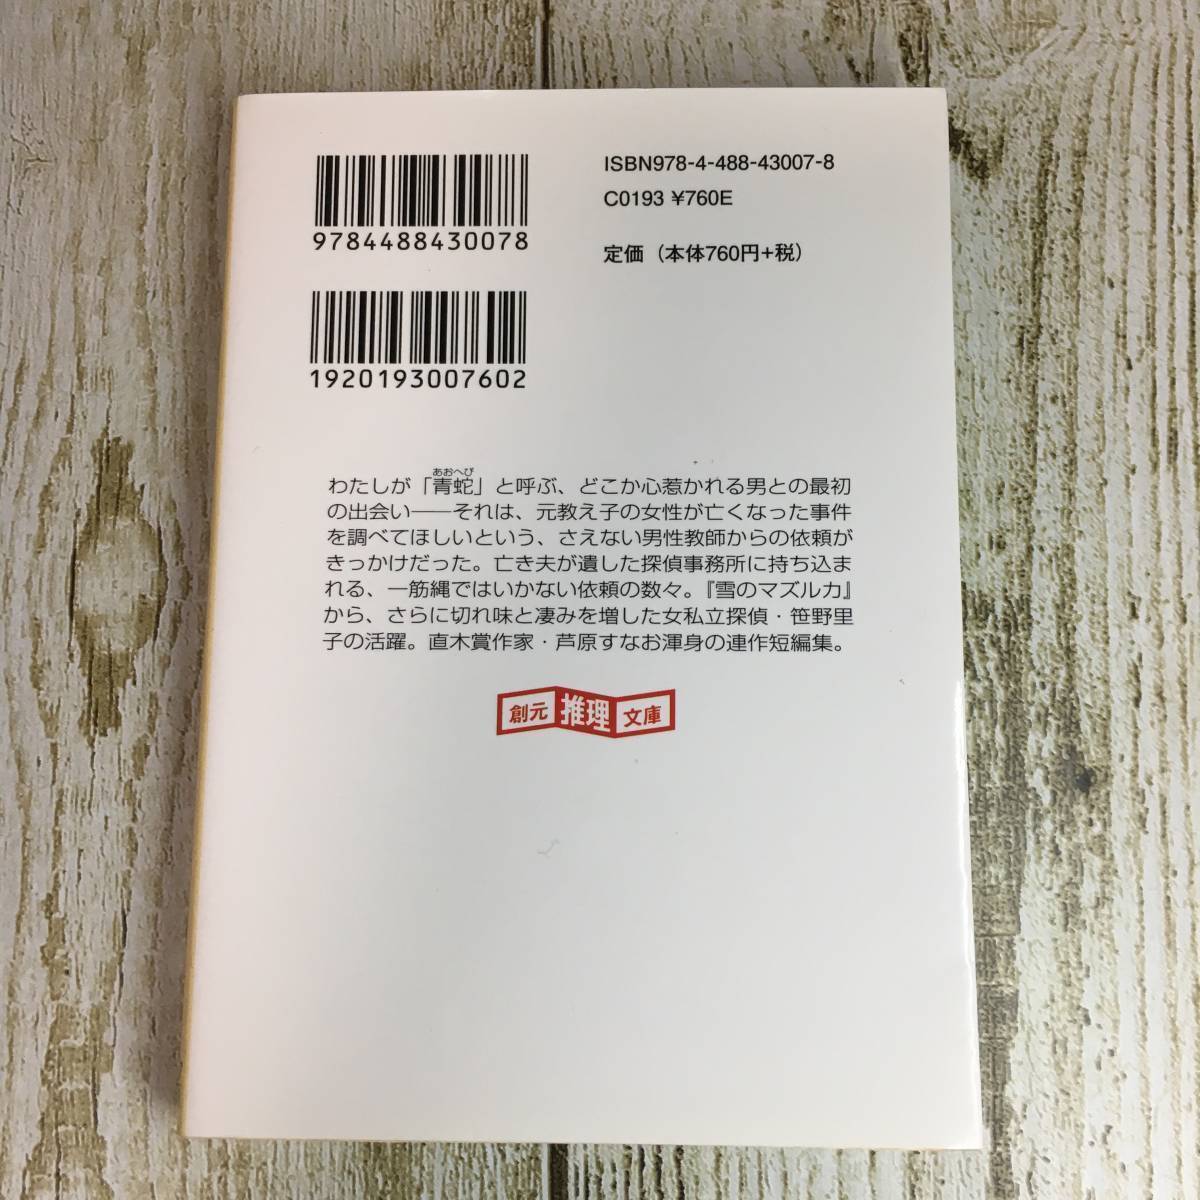 9784488430078
1920193007602
ISBN978-4-488-43007-8
C0193 ¥760E
定価（本体760円+税）
あおへび
わたしが「青蛇」と呼ぶ、どこか心惹かれる男との最初
の出会い――それは、元教え子の女性が亡くなった事件
を調べてほしいという、さえない男性教師からの依頼が
きっかけだった。亡き夫が遺した探偵事務所に持ち込ま
れる、一筋縄ではいかない依頼の数々。『雪のマズルカ』
から、さらに切れ味と凄みを増した女私立探偵・笹野里
子の活躍。直木賞作家・芦原すなお渾身の連作短編集。
創元推理文庫